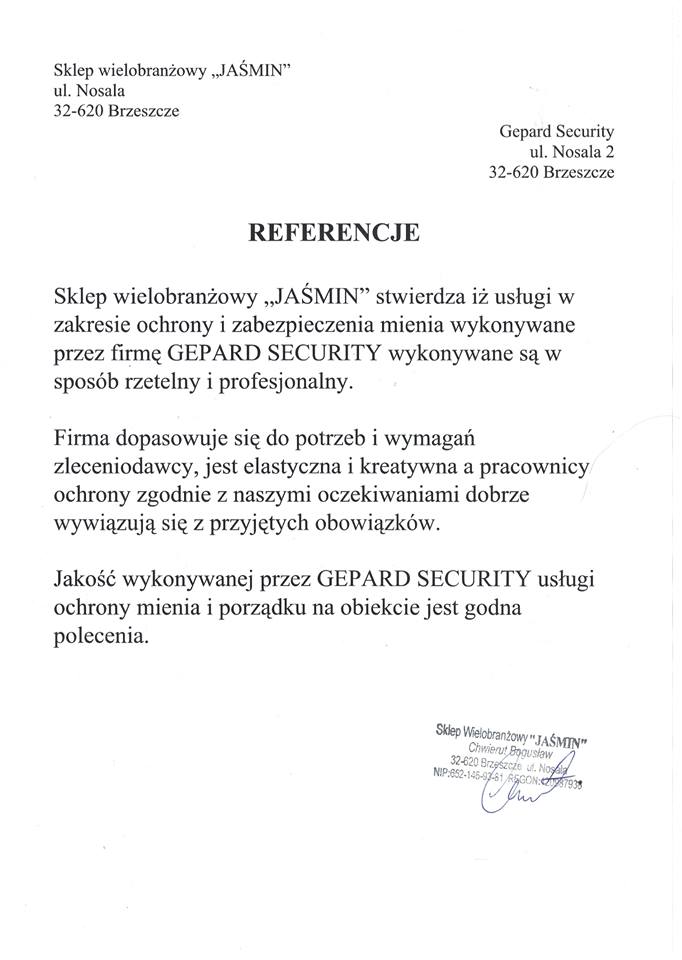 Sklep wielobranżowy „JAŚMIN”
ul. Nosala
32-620 Brzeszcze
Gepard Security
ul. Nosala 2
32-620 Brzeszcze
REFERENCJE
Sklep wielobranżowy „JAŚMIN” stwierdza iż usługi w
zakresie ochrony i zabezpieczenia mienia wykonywane
przez firmę GEPARD SECURITY wykonywane są w
sposób rzetelny i profesjonalny.
Firma dopasowuje się do potrzeb i wymagań
zleceniodawcy, jest elastyczna i kreatywna a pracownicy
ochrony zgodnie z naszymi oczekiwaniami dobrze
wywiązują się z przyjętych obowiązków.
Jakość wykonywanej przez GEPARD SECURITY usługi
ochrony mienia i porządku na obiekcie jest godna
polecenia.
Sklep Wielobranżowy "JAŚMIN"
Chwierut Bogusław
32-620 Brzeszcze ul. Nosala
NIP:652-146- REGON: